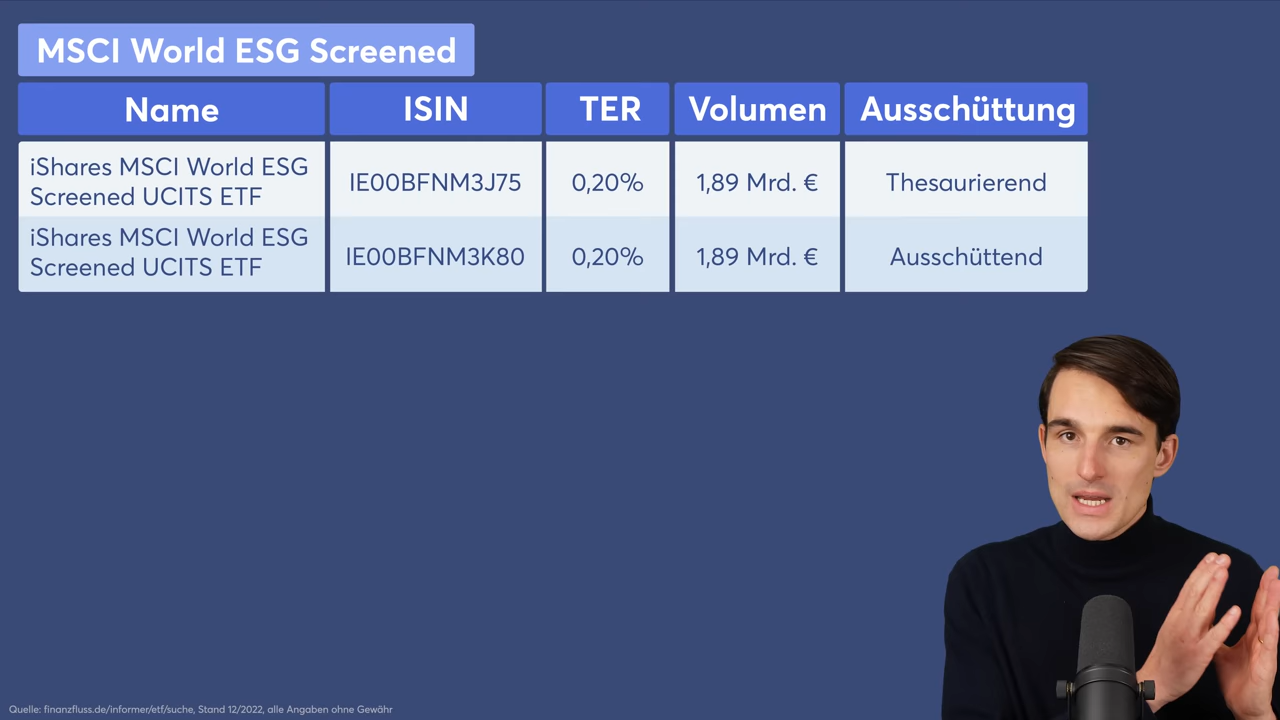 MSCI World ESG Screened
Name ISIN TER Volumen Ausschüttung
iShares MSCI World ESG
Screened UCITS ETF
IE00BFNM3J75 0,20% 1,89 Mrd. € Thesaurierend
iShares MSCI World ESG
Screened UCITS ETF
IE00BFNM3K80 0,20% 1,89 Mrd. € Ausschüttend
Quelle: finanzfluss.de/informer/etf/suche, Stand 12/2022, alle Angaben ohne Gewähr